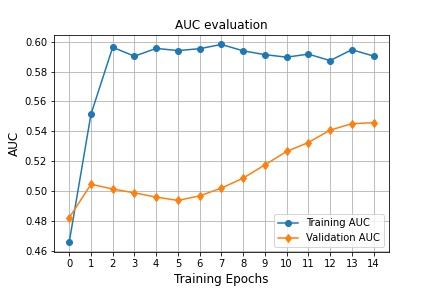 AUC evaluation
0.60
0.58
0.56
0.54
0.52
0.50
0.48
0.46
AUC
Training AUC
Validation AUC
0 1 2 3 4 5 6 7 8 9 10 11 12 13 14
Training Epochs